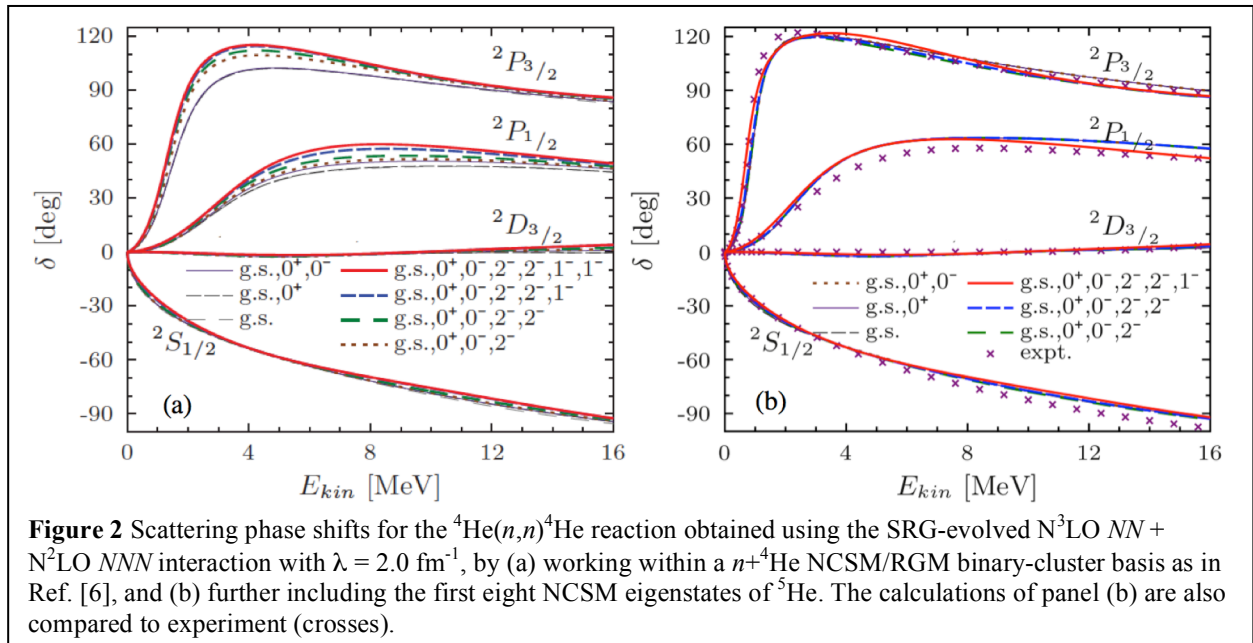 120
90
60
30
0
-30
-60
-90
δ [deg]
²P₃/₂
²P₁/₂
²D₃/₂
g.s.,0⁺,0⁻
g.s.,0⁺
g.s.
g.s.,0⁺,0⁻,2⁻,2⁻,1⁻,1⁻
g.s.,0⁺,0⁻,2⁻,2⁻,1⁻
g.s.,0⁺,0⁻,2⁻,2⁻
g.s.,0⁺,0⁻,2⁻
²S₁/₂
(a)
0 4 8 12 16
E_kin [MeV]
120
90
60
30
0
-30
-60
-90
δ [deg]
²P₃/₂
²P₁/₂
²D₃/₂
g.s.,0⁺,0⁻
g.s.,0⁺
g.s.
g.s.,0⁺,0⁻,2⁻,2⁻,1⁻
g.s.,0⁺,0⁻,2⁻,2⁻
g.s.,0⁺,0⁻,2⁻
expt.
²S₁/₂
(b)
0 4 8 12 16
E_kin [MeV]
Figure 2 Scattering phase shifts for the ⁴He(n,n)⁴He reaction obtained using the SRG-evolved N³LO NN +
N²LO NNN interaction with λ = 2.0 fm⁻¹, by (a) working within a n+⁴He NCSM/RGM binary-cluster basis as in
Ref. [6], and (b) further including the first eight NCSM eigenstates of ⁵He. The calculations of panel (b) are also
compared to experiment (crosses).